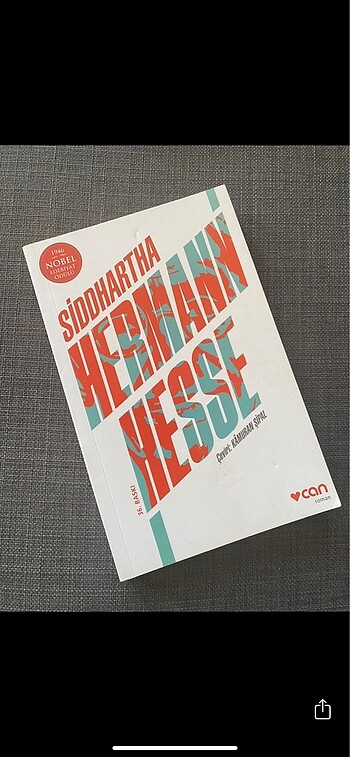 1946
NOBEL
EDEBİYAT
ÖDÜLÜ
SİDDHARTHA
HERMANN
HESSE
Çeviri: KÂMURAN ŞİPAL
36. BASKI
can
roman